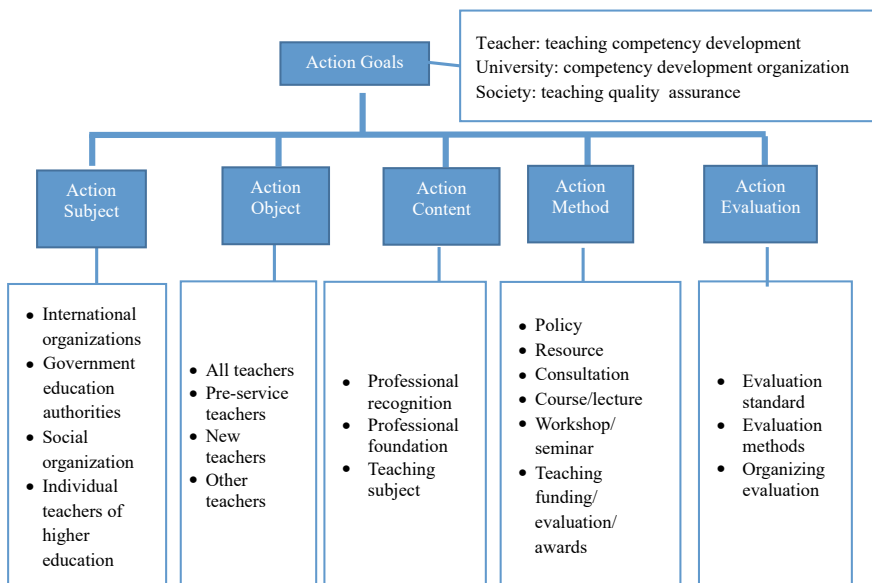 Action Goals
Teacher: teaching competency development
University: competency development organization
Society: teaching quality assurance
Action
Subject
Action
Object
Action
Content
Action
Method
Action
Evaluation
• International
organizations
• Government
education
authorities
• Social
organization
• Individual
teachers of
higher
education
• All teachers
• Pre-service
teachers
• New
teachers
• Other
teachers
• Professional
recognition
• Professional
foundation
• Teaching
subject
• Policy
• Resource
• Consultation
• Course/lecture
• Workshop/
seminar
• Teaching
funding/
evaluation/
awards
• Evaluation
standard
• Evaluation
methods
• Organizing
evaluation